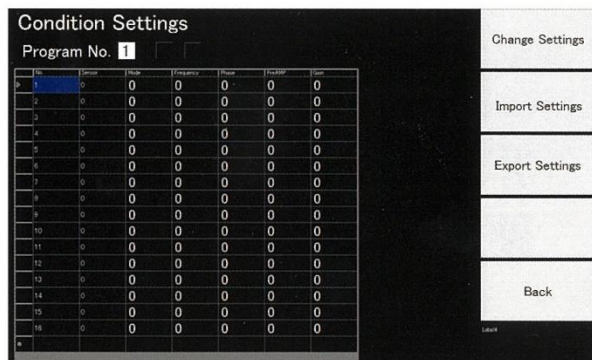 Condition Settings
Program No. 1
No. Sensor Mode Frequency Phase PreAMP Gain
1 0 0 0 0 0 0
2 0 0 0 0 0 0
3 0 0 0 0 0 0
4 0 0 0 0 0 0
5 0 0 0 0 0 0
6 0 0 0 0 0 0
7 0 0 0 0 0 0
8 0 0 0 0 0 0
9 0 0 0 0 0 0
10 0 0 0 0 0 0
11 0 0 0 0 0 0
12 0 0 0 0 0 0
13 0 0 0 0 0 0
14 0 0 0 0 0 0
15 0 0 0 0 0 0
16 0 0 0 0 0 0
Change Settings
Import Settings
Export Settings
Back
Label4